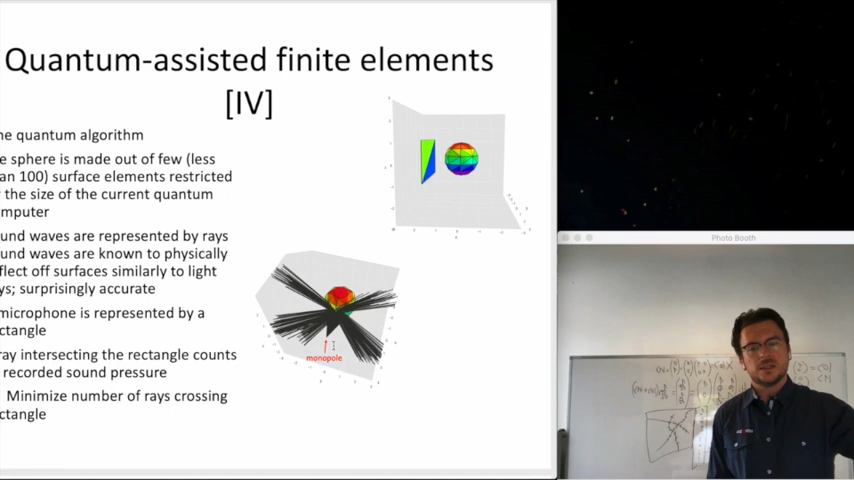 Quantum-assisted finite elements
[IV]
he quantum algorithm
e sphere is made out of few (less
an 100) surface elements restricted
the size of the current quantum
mputer
und waves are represented by rays
und waves are known to physically
flect off surfaces similarly to light
ys; surprisingly accurate
microphone is represented by a
ctangle
ray intersecting the rectangle counts
recorded sound pressure
Minimize number of rays crossing
ctangle
monopole
Photo Booth